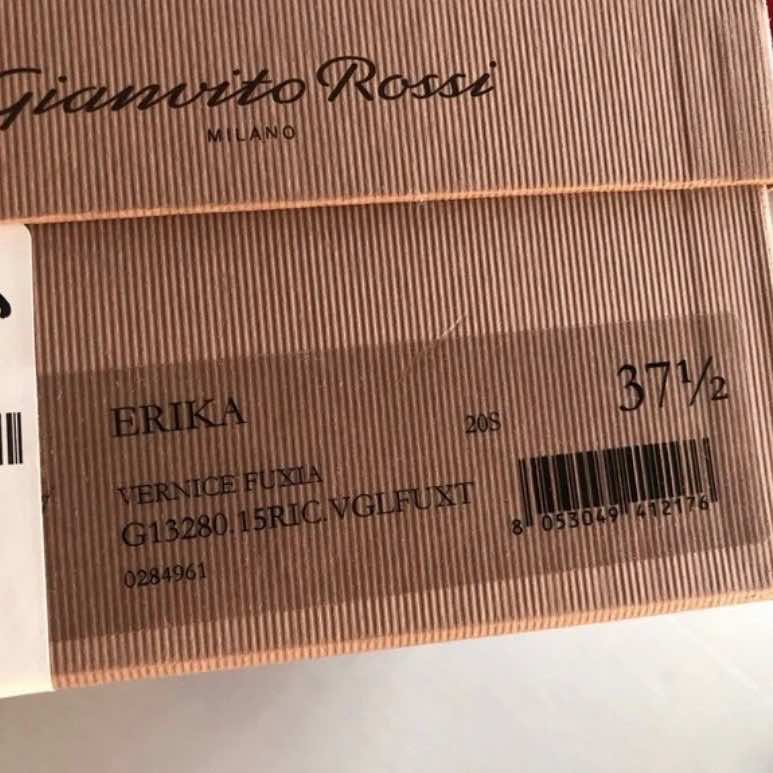 Gianvito Rossi
MILANO
ERIKA 20S 37½
VERNICE FUXIA
G13280.15RIC.VGLFUXT
0284961
8 053049 412176